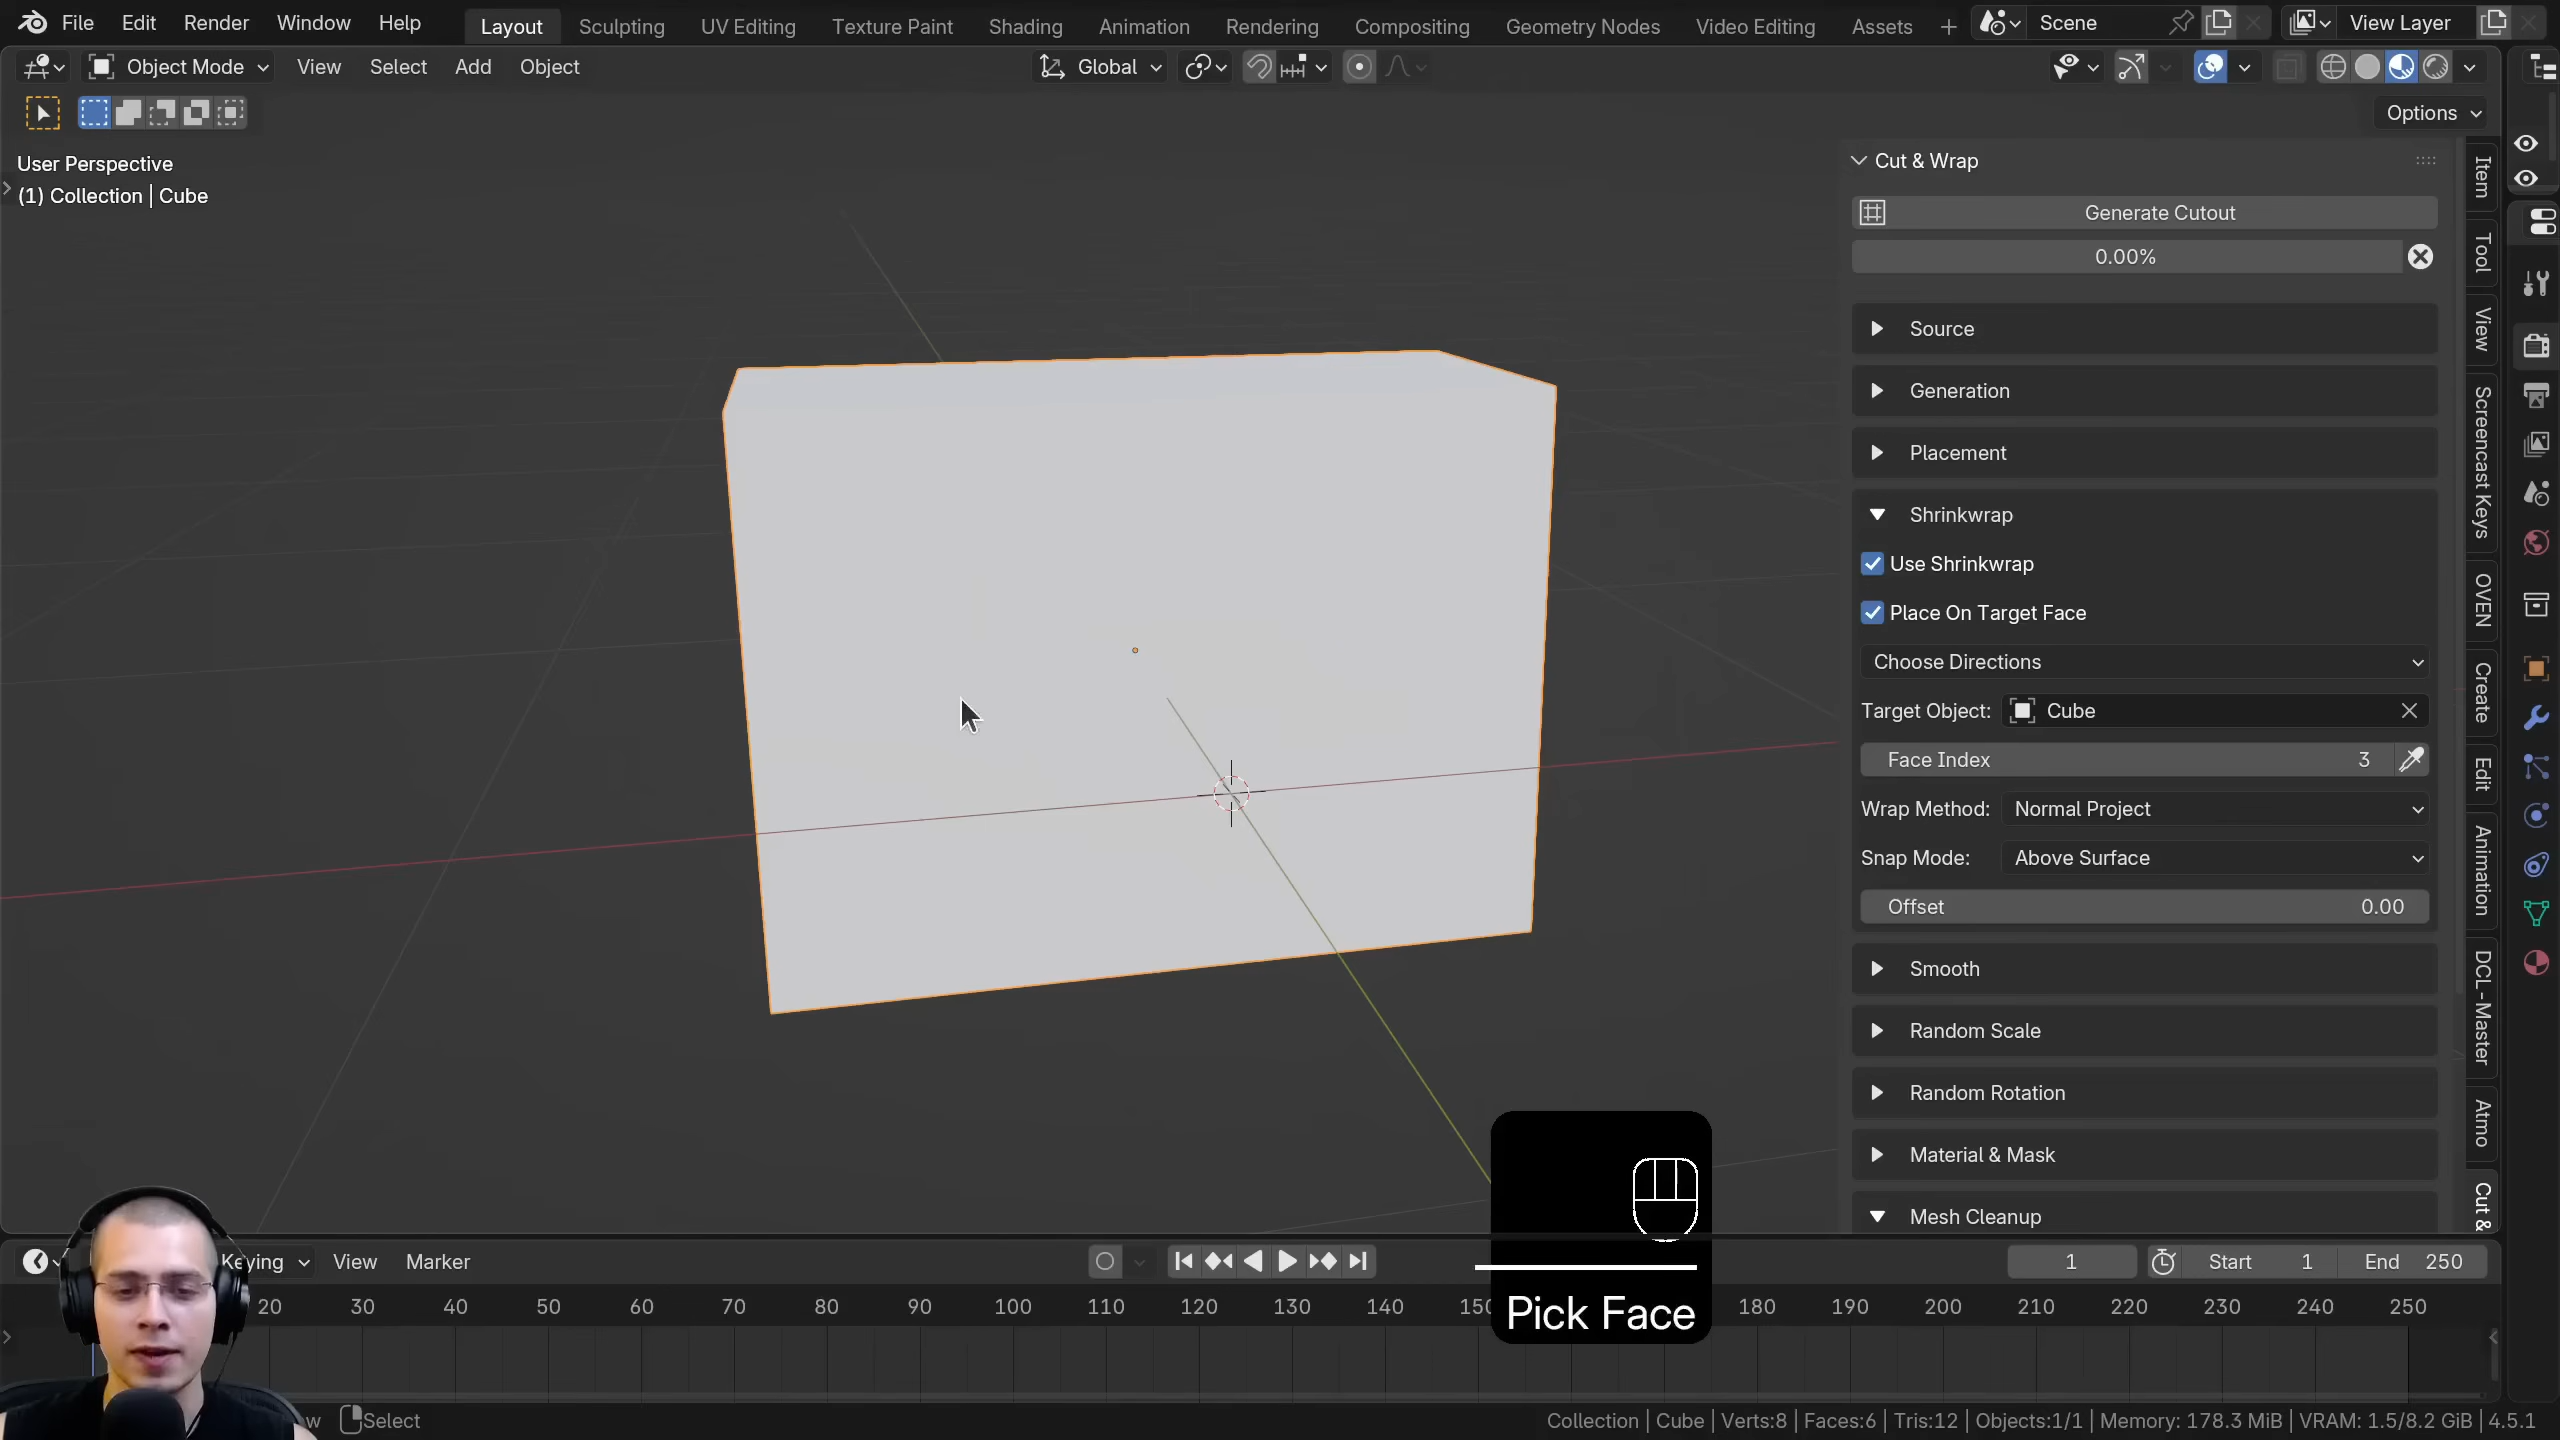 File Edit Render Window Help Layout Sculpting UV Editing Texture Paint Shading Animation Rendering Compositing Geometry Nodes Video Editing Assets Scene View Layer
Object Mode View Select Add Object Global
Options
User Perspective
(1) Collection | Cube
Cut & Wrap
Generate Cutout
0.00%
Source
Generation
Placement
Shrinkwrap
Use Shrinkwrap
Place On Target Face
Choose Directions
Target Object: Cube
Face Index 3
Wrap Method: Normal Project
Snap Mode: Above Surface
Offset 0.00
Smooth
Random Scale
Random Rotation
Material & Mask
Mesh Cleanup
Item
Tool
View
Screencast Keys
OVEN
Create
Edit
Animation
DCL-Master
Atmo
Cut &
Pick Face
Keying View Marker 1 Start 1 End 250
20 30 40 50 60 70 80 90 100 110 120 130 140 150 180 190 200 210 220 230 240 250
Select
Collection | Cube | Verts:8 | Faces:6 | Tris:12 | Objects:1/1 | Memory: 178.3 MiB | VRAM: 1.5/8.2 GiB | 4.5.1